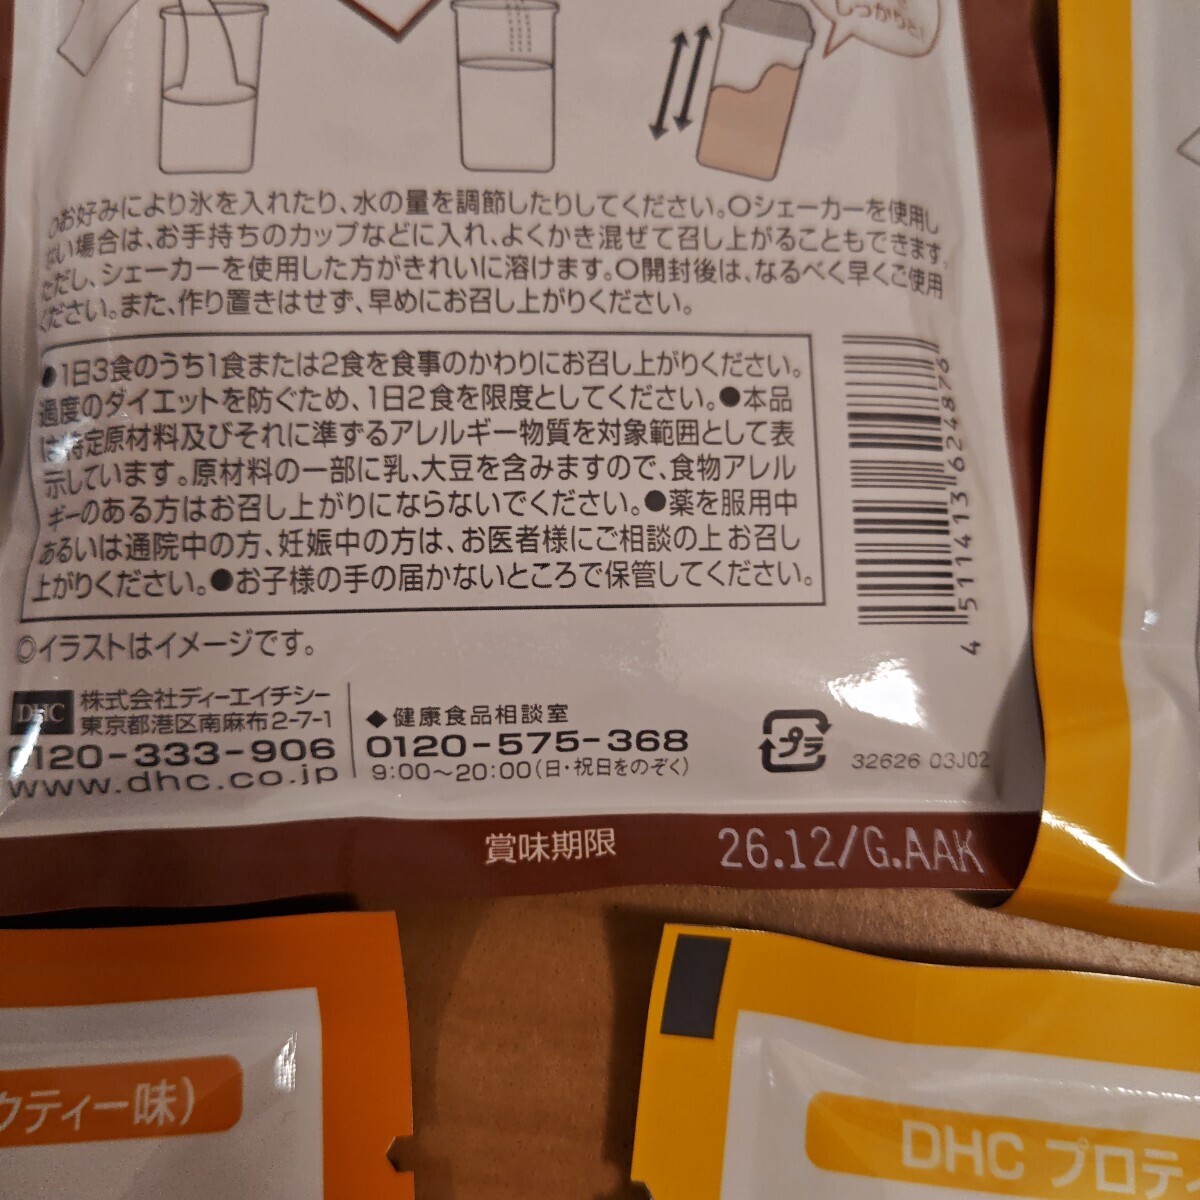 しっかりと!
○お好みにより氷を入れたり、水の量を調節したりしてください。○シェーカーを使用し
ない場合は、お手持ちのカップなどに入れ、よくかき混ぜて召し上がることもできます。
ただし、シェーカーを使用した方がきれいに溶けます。○開封後は、なるべく早くご使用
ください。また、作り置きはせず、早めにお召し上がりください。
●1日3食のうち1食または2食を食事のかわりにお召し上がりください。
過度のダイエットを防ぐため、1日2食を限度としてください。●本品
は特定原材料及びそれに準ずるアレルギー物質を対象範囲として表
示しています。原材料の一部に乳、大豆を含みますので、食物アレル
ギーのある方はお召し上がりにならないでください。●薬を服用中
あるいは通院中の方、妊娠中の方は、お医者様にご相談の上お召し
上がりください。●お子様の手の届かないところで保管してください。
4 511413 624876
◎イラストはイメージです。
DHC
株式会社ディーエイチシー
東京都港区南麻布2-7-1
0120-333-906
www.dhc.co.jp
◆健康食品相談室
0120-575-368
9:00〜20:00(日・祝日をのぞく)
プラ
32626 03J02
賞味期限
26.12/G.AAK
クティー味)
DHC プロティ